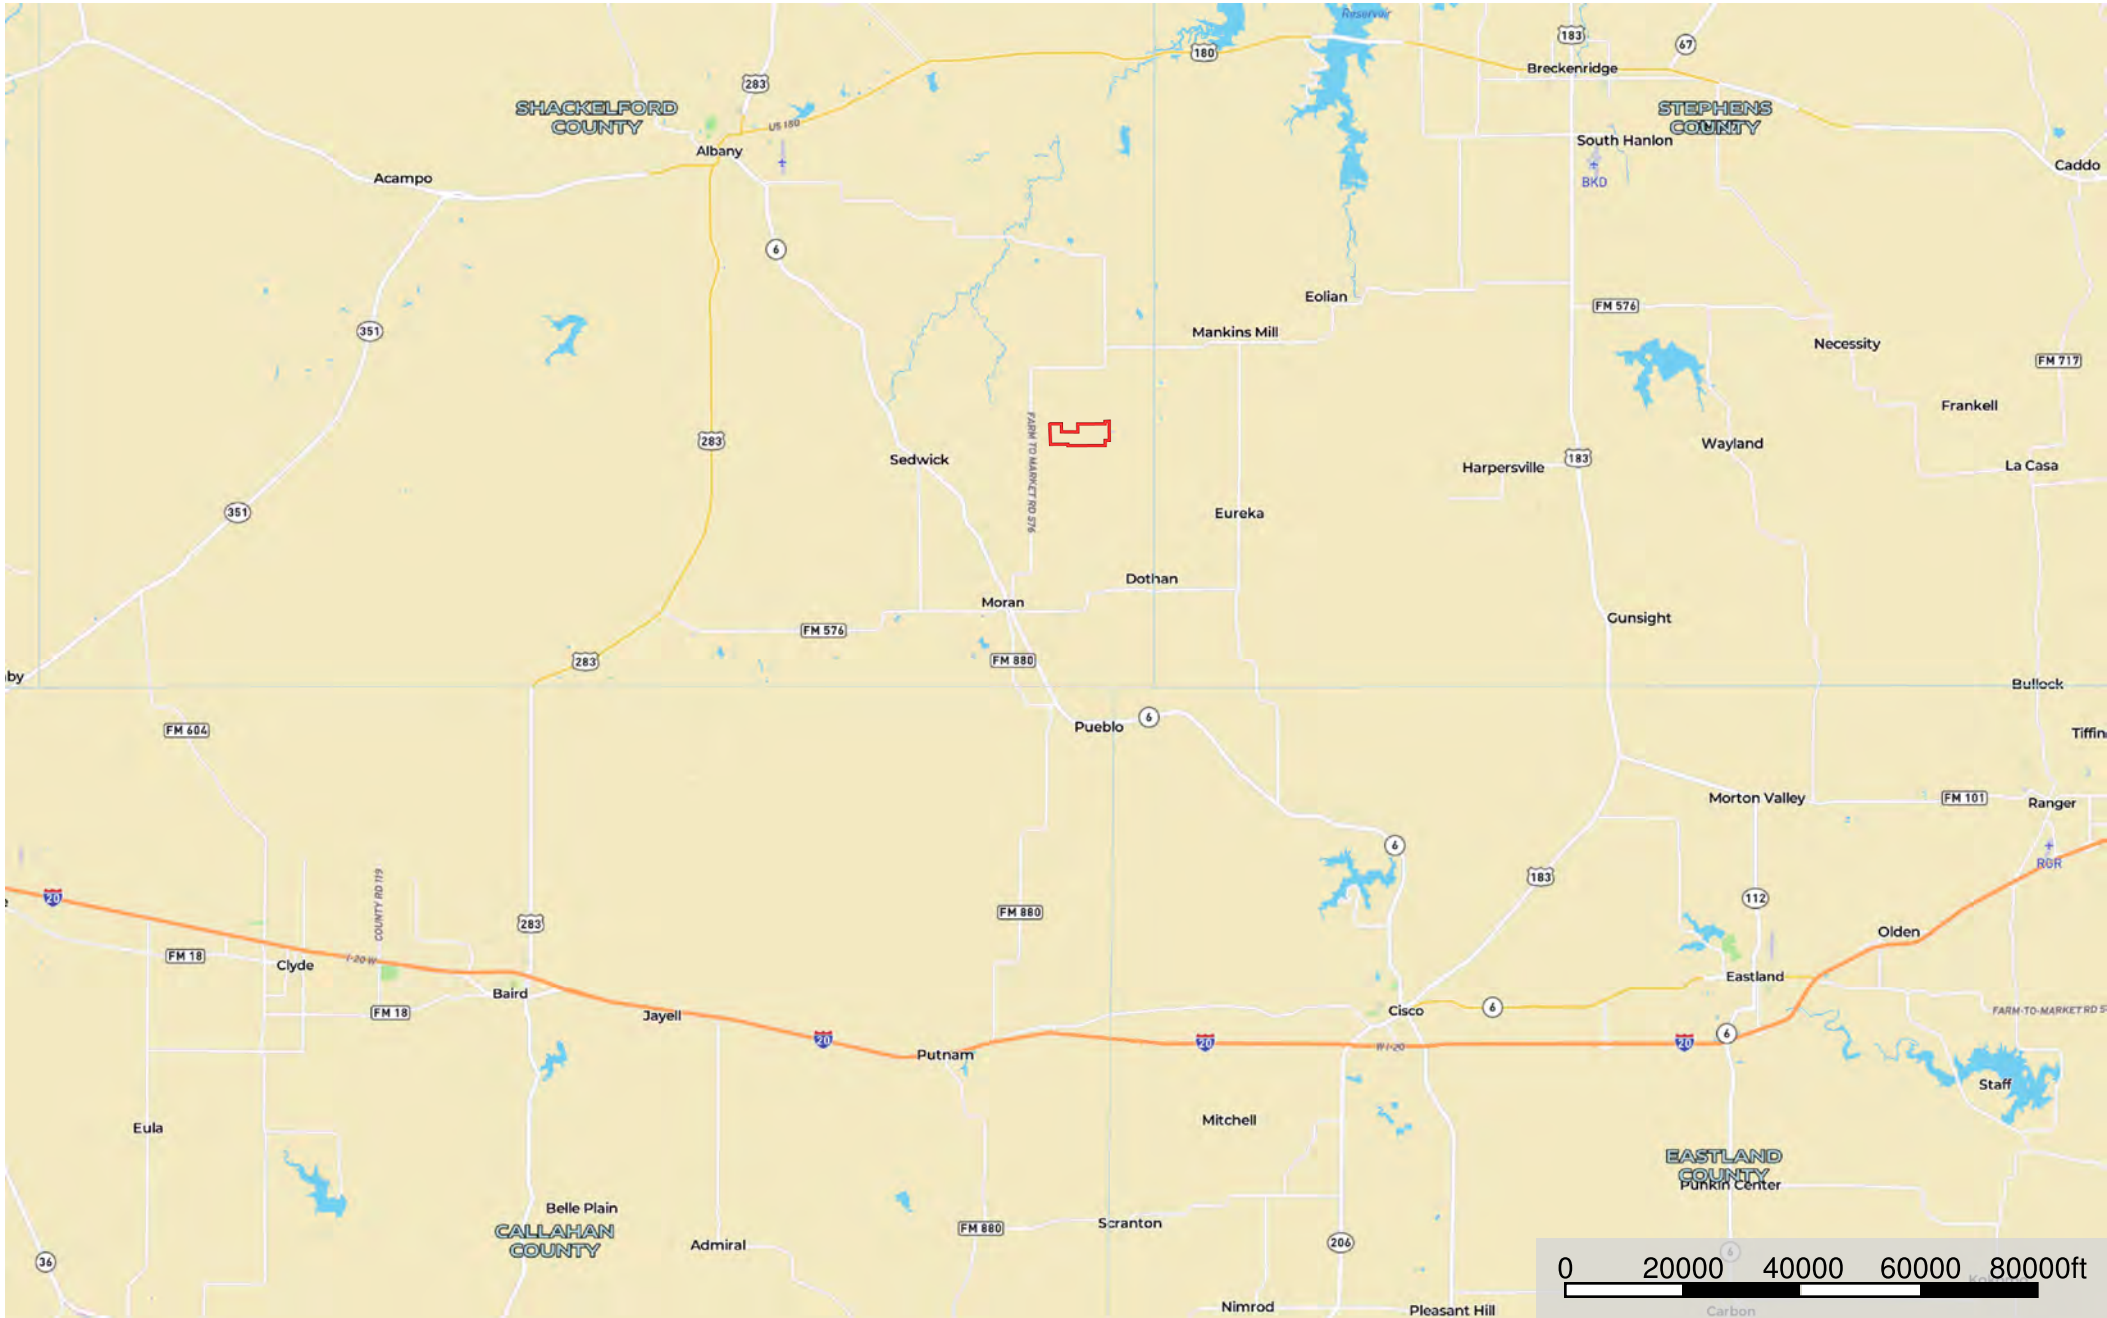 Reservoir
183
67
180
Breckenridge
283
SHACKELFORD
COUNTY
STEPHENS
COUNTY
US 180
South Hanlon
Albany
Caddo
BKD
Acampo
6
Eolian
FM 576
351
Mankins Mill
Necessity
FM 717
Frankell
FARM TO MARKET RD 576
283
Wayland
Sedwick
183
Harpersville
La Casa
351
Eureka
Dothan
Moran
Gunsight
FM 576
283
FM 880
by
Bullock
6
Pueblo
FM 604
Tiffin
Morton Valley
FM 101
Ranger
6
RGR
COUNTY RD 119
183
20
112
FM 880
283
Olden
FM 18
I-20 W
Clyde
Eastland
Baird
6
FM 18
Cisco
FARM-TO-MARKET RD 5
Jayell
6
20
20
20
W I-20
Putnam
Staff
Mitchell
Eula
EASTLAND
COUNTY
Punkin Center
Belle Plain
Scranton
FM 880
CALLAHAN
COUNTY
Admiral
206
6
36
0 20000 40000 60000 80000ft
Nimrod
Pleasant Hill
Carbon